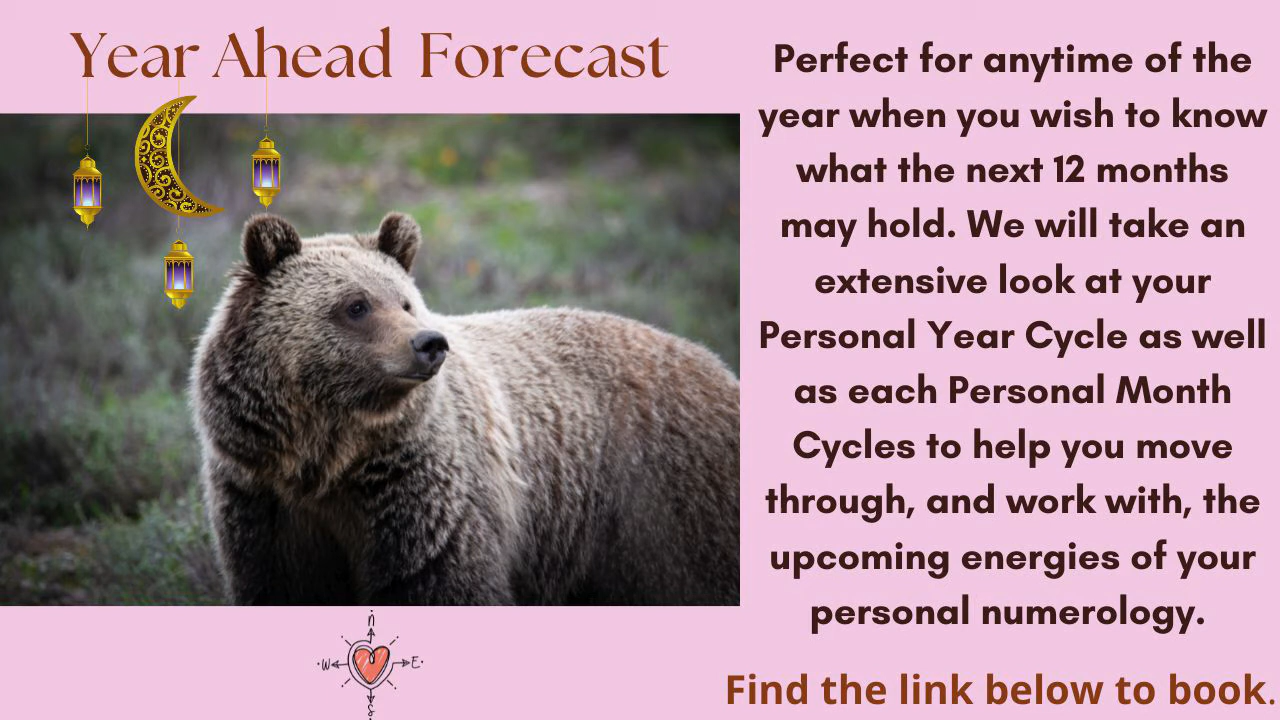 Year Ahead Forecast
Perfect for anytime of the
year when you wish to know
what the next 12 months
may hold. We will take an
extensive look at your
Personal Year Cycle as well
as each Personal Month
Cycles to help you move
through, and work with, the
upcoming energies of your
personal numerology.
n
W E
S
Find the link below to book.